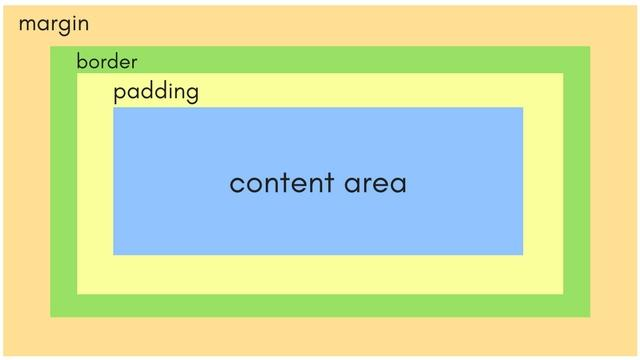 margin
border
padding
content area